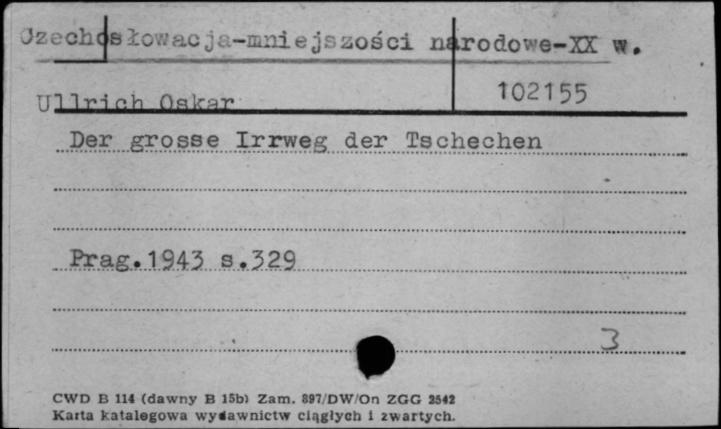 Czechosłowacja-mniejszości narodowe-XX w.
Ullrich Oskar
102155
Der grosse Irrweg der Tschechen
Prag.1943 s.329
3
CWD B 114 (dawny B 15b) Zam. 897/DW/On ZGG 2542
Karta katalogowa wydawnictw ciągłych i zwartych.